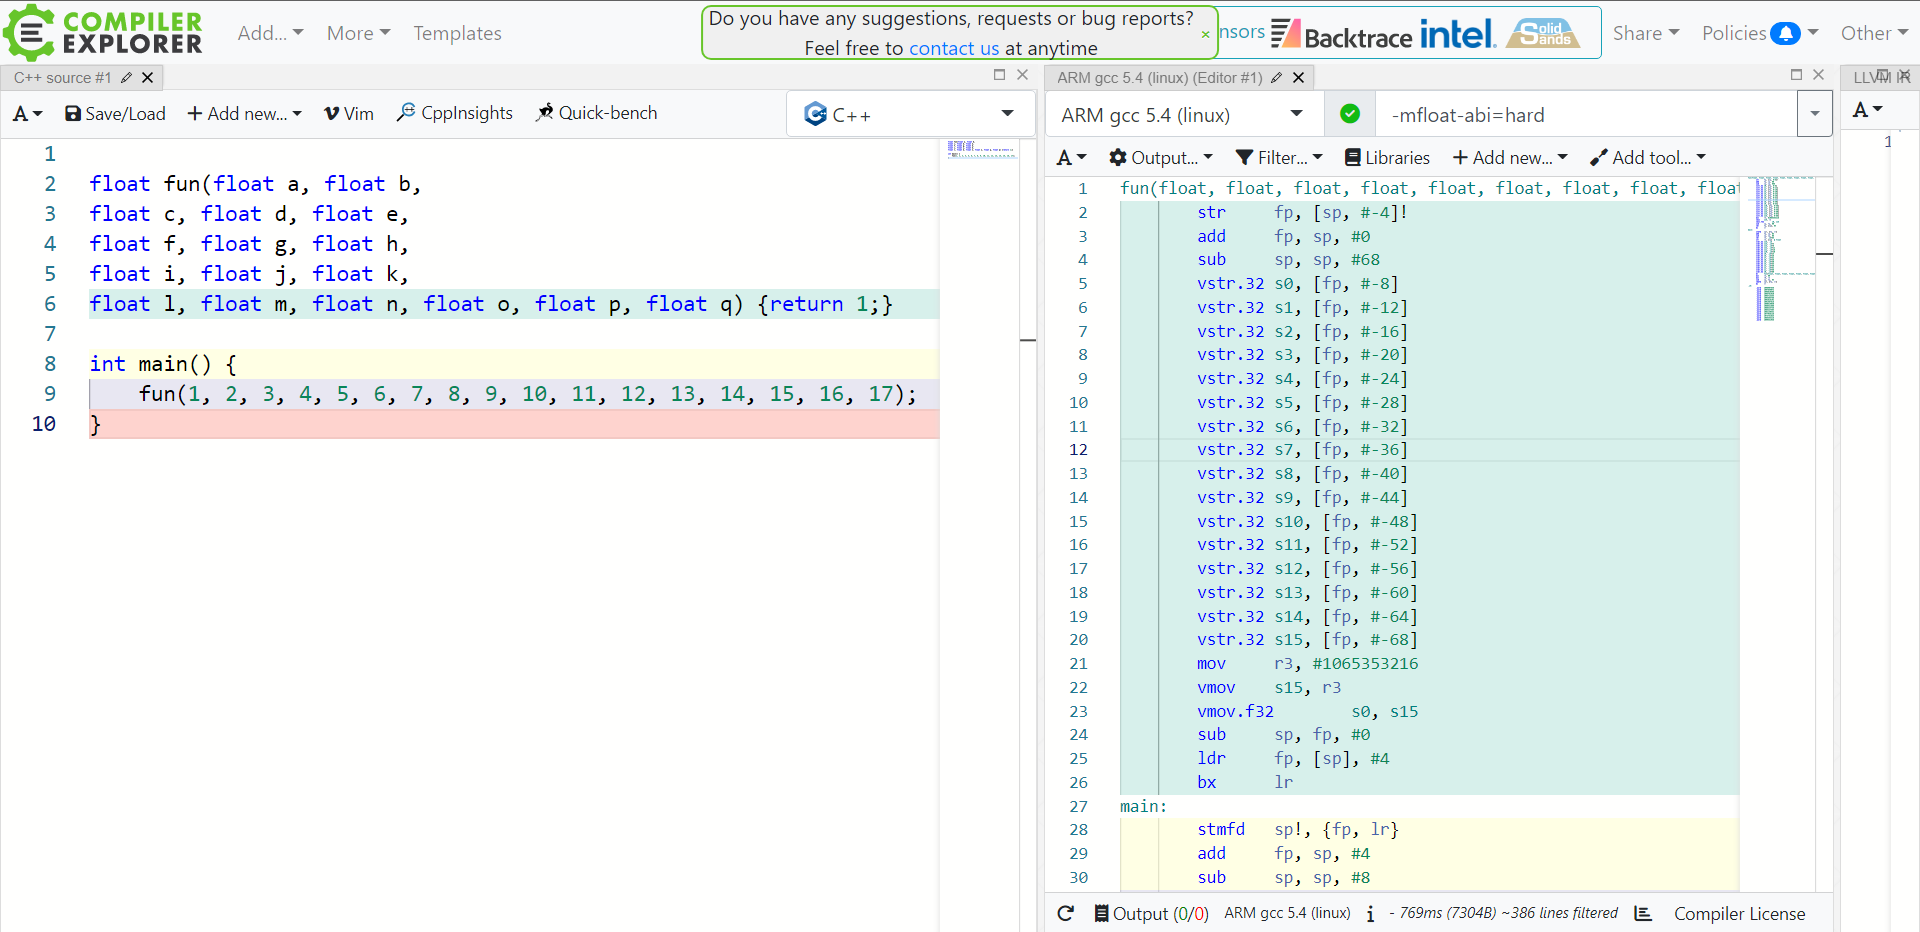 COMPILER
EXPLORER
Add...
More
Templates
Do you have any suggestions, requests or bug reports?
Feel free to contact us at anytime
×
nsors
Backtrace
intel.
Solid
Sands
Share
Policies
Other
C++ source #1
A
Save/Load
Add new...
Vim
CppInsights
Quick-bench
C++
1
2 float fun(float a, float b,
3 float c, float d, float e,
4 float f, float g, float h,
5 float i, float j, float k,
6 float l, float m, float n, float o, float p, float q) {return 1;}
7
8 int main() {
9 fun(1, 2, 3, 4, 5, 6, 7, 8, 9, 10, 11, 12, 13, 14, 15, 16, 17);
10 }
ARM gcc 5.4 (linux) (Editor #1)
ARM gcc 5.4 (linux)
-mfloat-abi=hard
A
Output...
Filter...
Libraries
Add new...
Add tool...
1 fun(float, float, float, float, float, float, float, float, float
2 str fp, [sp, #-4]!
3 add fp, sp, #0
4 sub sp, sp, #68
5 vstr.32 s0, [fp, #-8]
6 vstr.32 s1, [fp, #-12]
7 vstr.32 s2, [fp, #-16]
8 vstr.32 s3, [fp, #-20]
9 vstr.32 s4, [fp, #-24]
10 vstr.32 s5, [fp, #-28]
11 vstr.32 s6, [fp, #-32]
12 vstr.32 s7, [fp, #-36]
13 vstr.32 s8, [fp, #-40]
14 vstr.32 s9, [fp, #-44]
15 vstr.32 s10, [fp, #-48]
16 vstr.32 s11, [fp, #-52]
17 vstr.32 s12, [fp, #-56]
18 vstr.32 s13, [fp, #-60]
19 vstr.32 s14, [fp, #-64]
20 vstr.32 s15, [fp, #-68]
21 mov r3, #1065353216
22 vmov s15, r3
23 vmov.f32 s0, s15
24 sub sp, fp, #0
25 ldr fp, [sp], #4
26 bx lr
27 main:
28 stmfd sp!, {fp, lr}
29 add fp, sp, #4
30 sub sp, sp, #8
Output (0/0)
ARM gcc 5.4 (linux)
i
- 769ms (7304B) ~386 lines filtered
Compiler License
LLVM IR
A
1